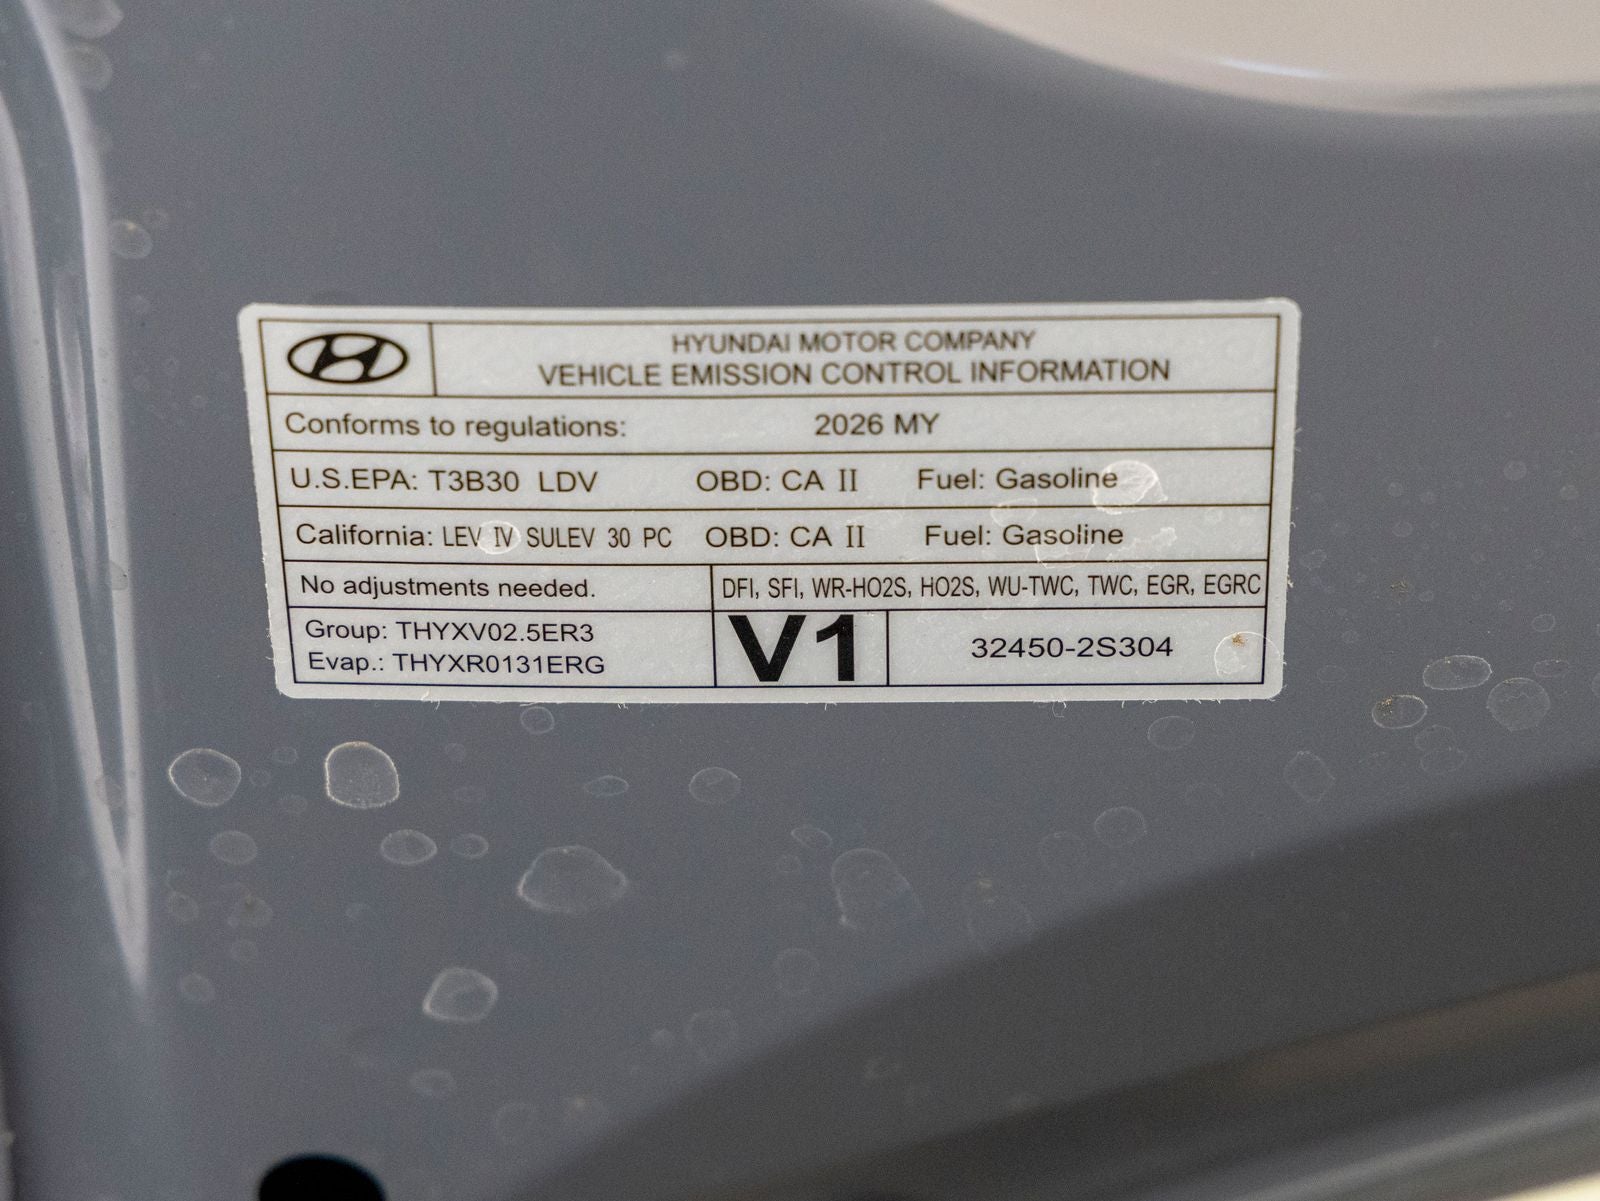 HYUNDAI MOTOR COMPANY
VEHICLE EMISSION CONTROL INFORMATION
Conforms to regulations: 2026 MY
U.S.EPA: T3B30 LDV OBD: CA II Fuel: Gasoline
California: LEV IV SULEV 30 PC OBD: CA II Fuel: Gasoline
No adjustments needed. DFI, SFI, WR-HO2S, HO2S, WU-TWC, TWC, EGR, EGRC
Group: THYXV02.5ER3
Evap.: THYXR0131ERG
V1
32450-2S304